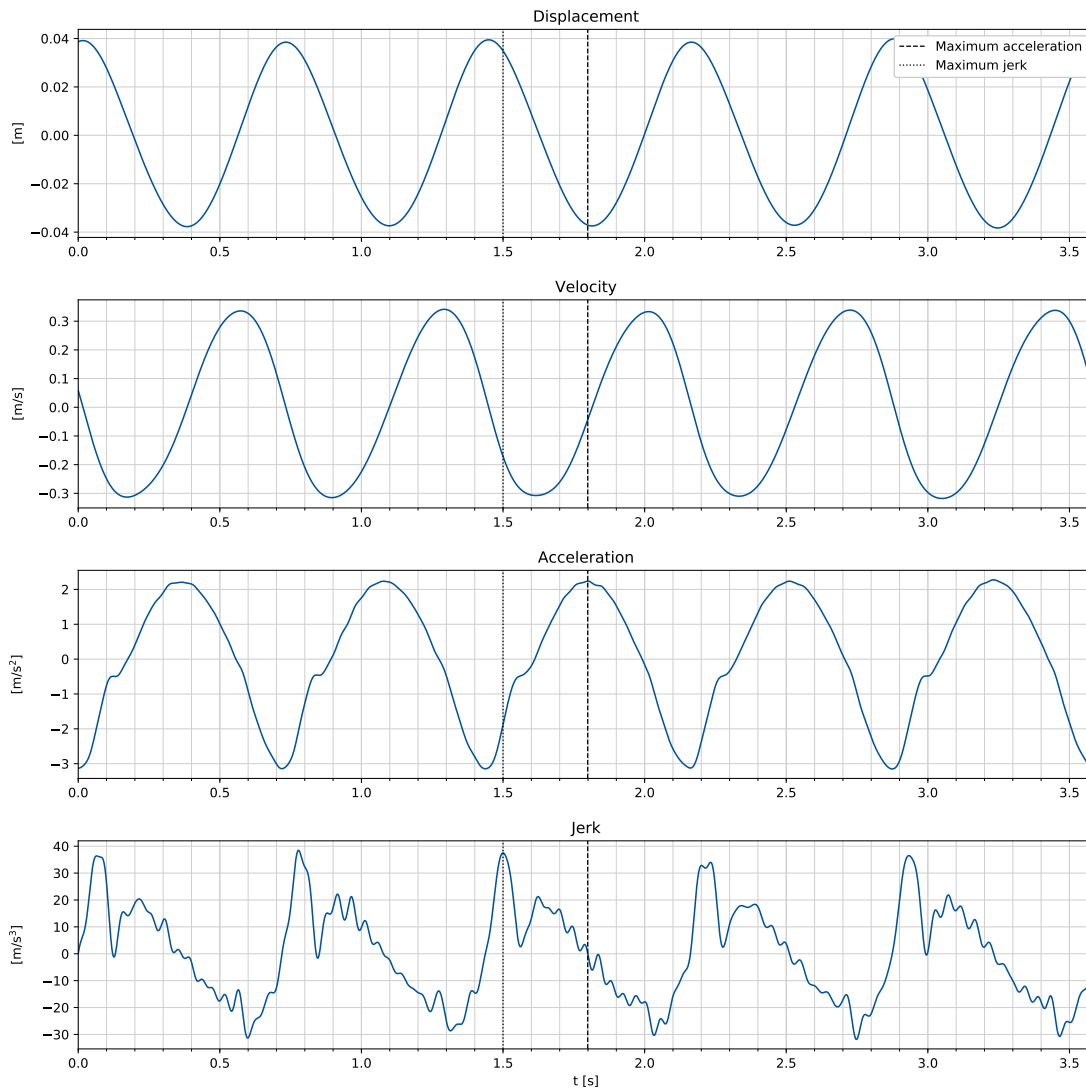 Displacement
0.04
0.02
0.00
−0.02
−0.04
[m]
Maximum acceleration
Maximum jerk
0.0 0.5 1.0 1.5 2.0 2.5 3.0 3.5
Velocity
0.3
0.2
0.1
0.0
−0.1
−0.2
−0.3
[m/s]
0.0 0.5 1.0 1.5 2.0 2.5 3.0 3.5
Acceleration
2
1
0
−1
−2
−3
[m/s²]
0.0 0.5 1.0 1.5 2.0 2.5 3.0 3.5
Jerk
40
30
20
10
0
−10
−20
−30
[m/s³]
0.0 0.5 1.0 1.5 2.0 2.5 3.0 3.5
t [s]